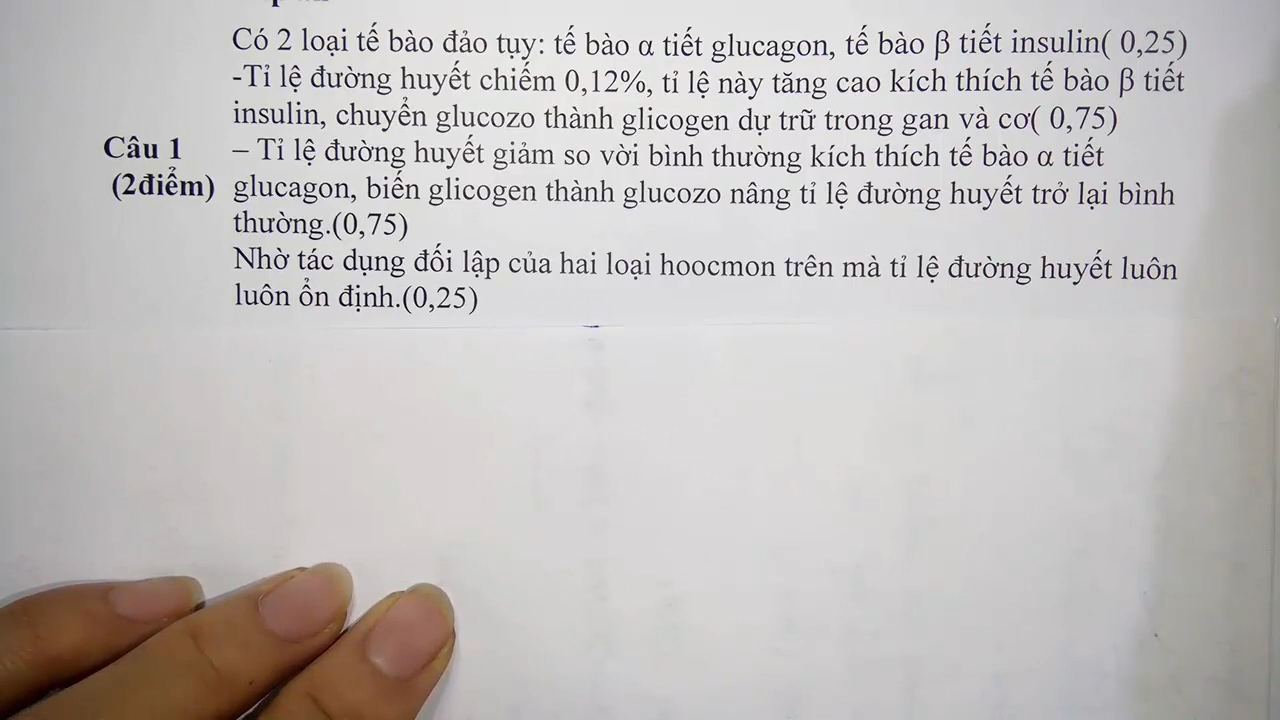 Có 2 loại tế bào đảo tụy: tế bào α tiết glucagon, tế bào β tiết insulin( 0,25)
-Tỉ lệ đường huyết chiếm 0,12%, tỉ lệ này tăng cao kích thích tế bào β tiết
insulin, chuyển glucozo thành glicogen dự trữ trong gan và cơ( 0,75)
Câu 1 – Tỉ lệ đường huyết giảm so vời bình thường kích thích tế bào α tiết
(2điểm) glucagon, biến glicogen thành glucozo nâng tỉ lệ đường huyết trở lại bình
thường.(0,75)
Nhờ tác dụng đối lập của hai loại hoocmon trên mà tỉ lệ đường huyết luôn
luôn ổn định.(0,25)